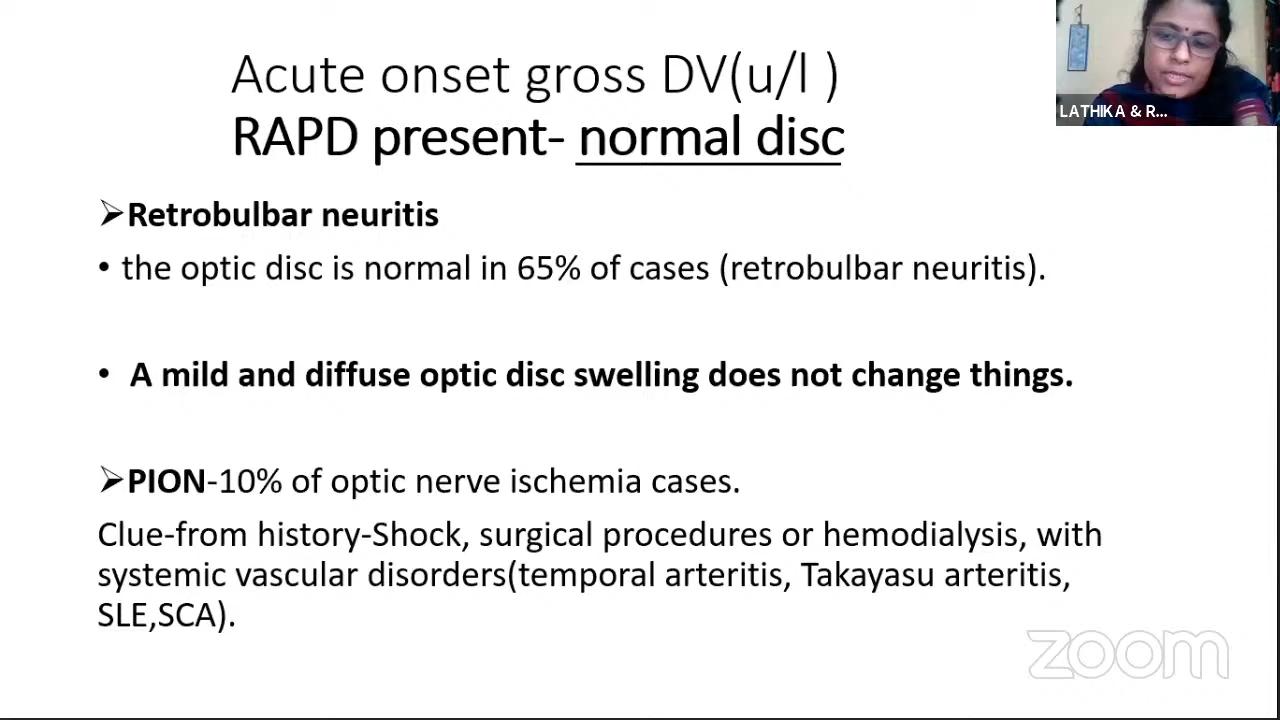 Acute onset gross DV(u/l )
RAPD present- normal disc
LATHIKA & R...
➢Retrobulbar neuritis
• the optic disc is normal in 65% of cases (retrobulbar neuritis).
• A mild and diffuse optic disc swelling does not change things.
➢PION-10% of optic nerve ischemia cases.
Clue-from history-Shock, surgical procedures or hemodialysis, with
systemic vascular disorders(temporal arteritis, Takayasu arteritis,
SLE,SCA).
zoom